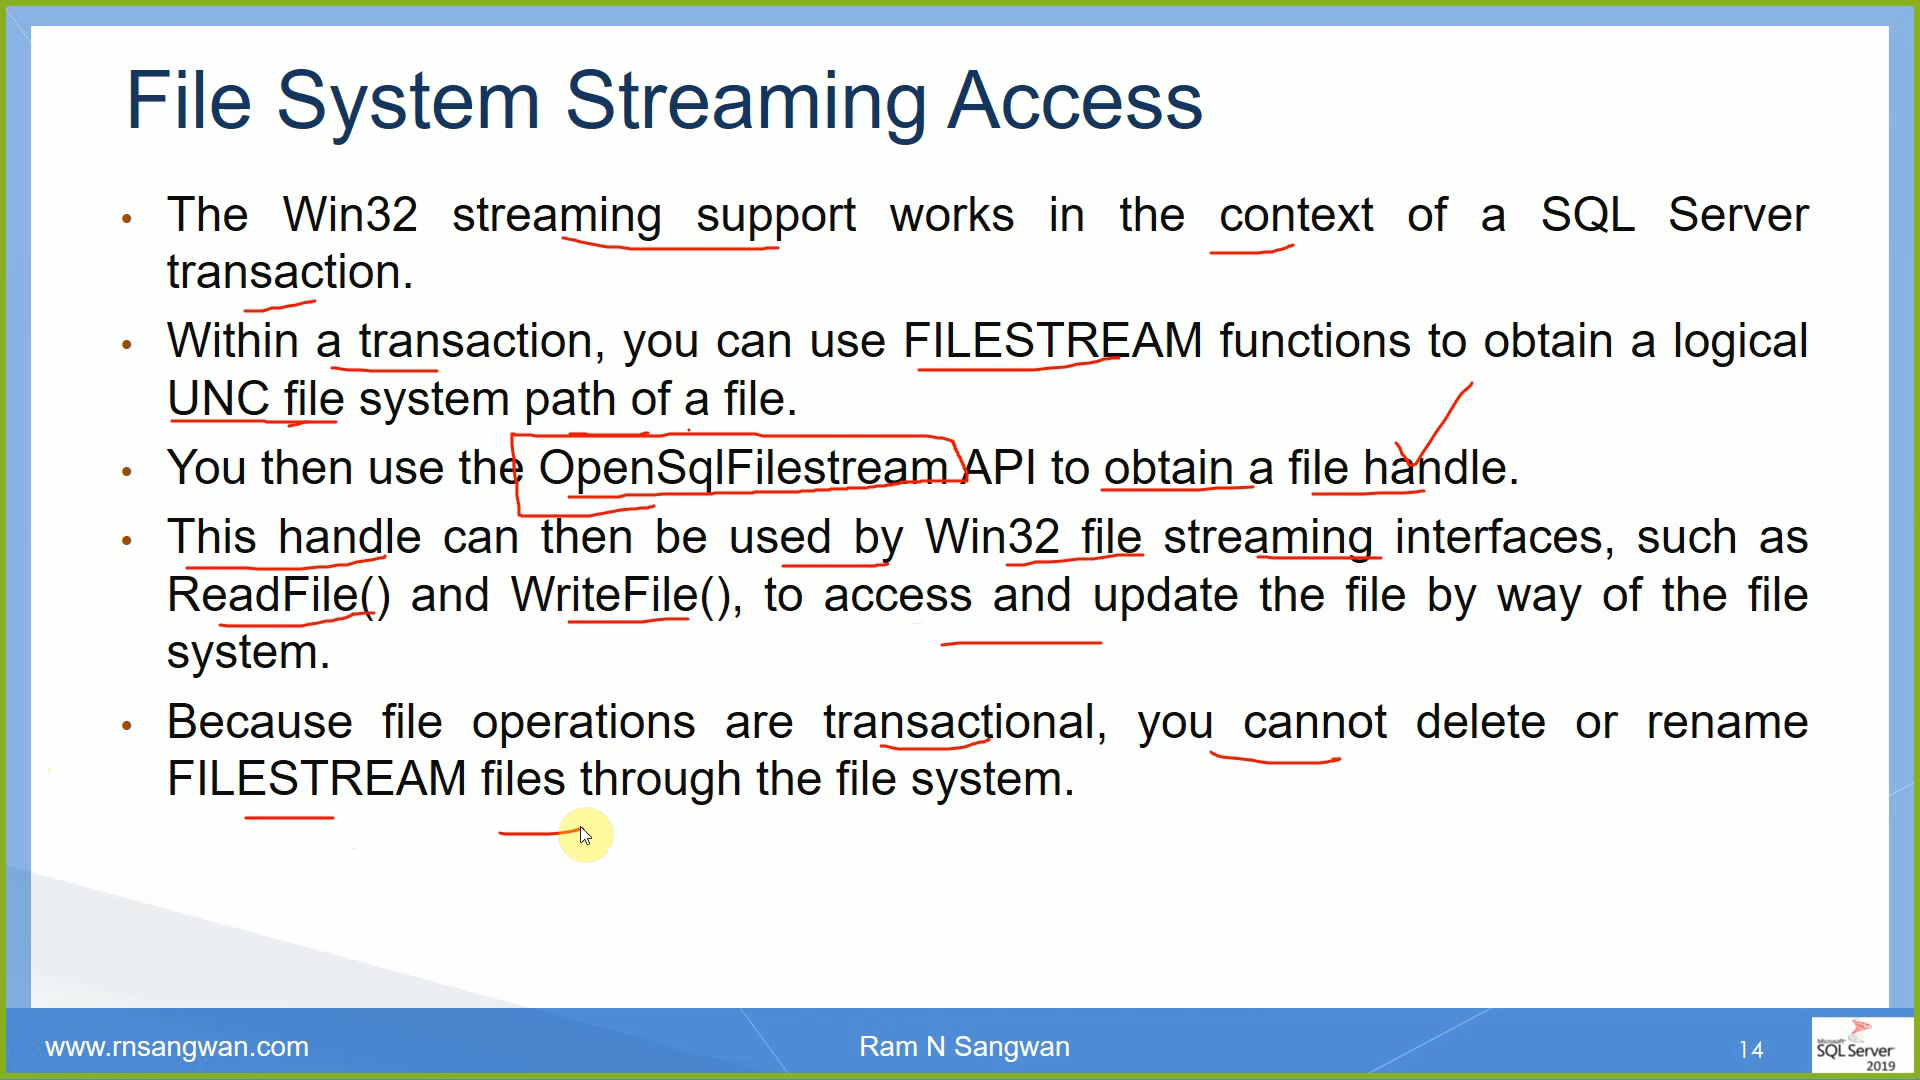 File System Streaming Access
• The Win32 streaming support works in the context of a SQL Server
transaction.
• Within a transaction, you can use FILESTREAM functions to obtain a logical
UNC file system path of a file.
• You then use the OpenSqlFilestream API to obtain a file handle.
• This handle can then be used by Win32 file streaming interfaces, such as
ReadFile() and WriteFile(), to access and update the file by way of the file
system.
• Because file operations are transactional, you cannot delete or rename
FILESTREAM files through the file system.
www.rnsangwan.com
Ram N Sangwan
14
Microsoft
SQL Server
2019